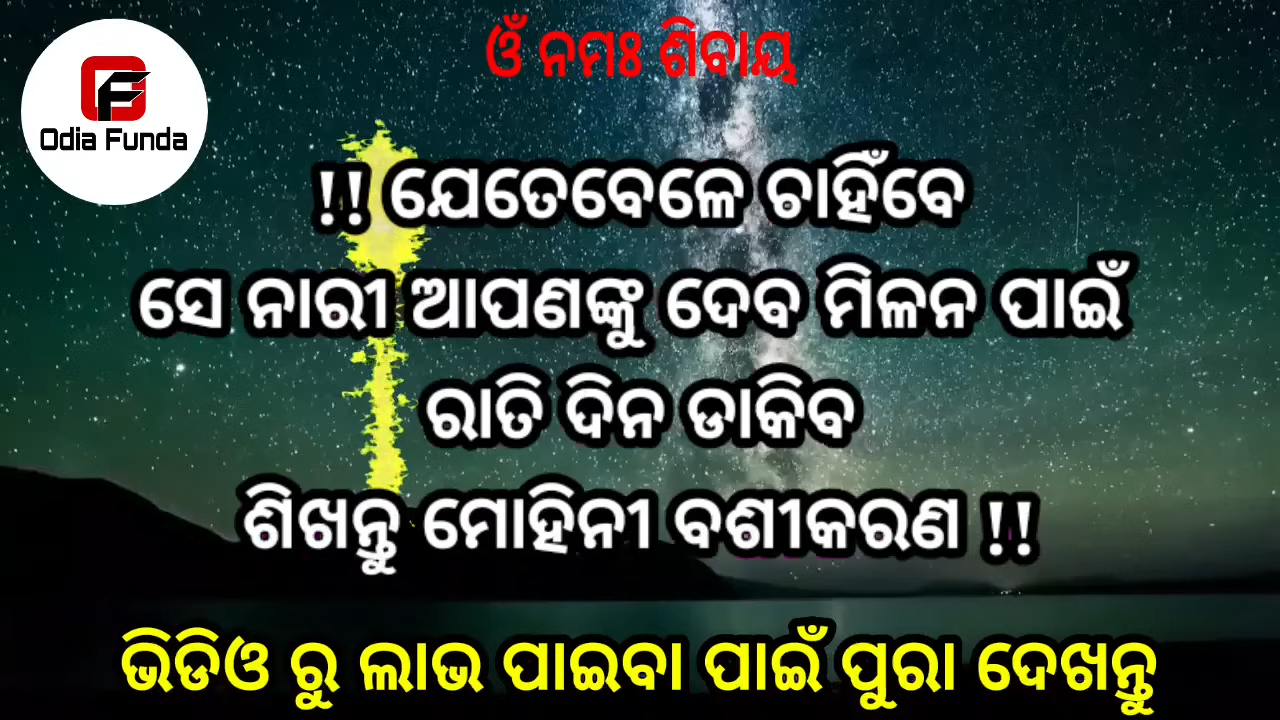 ଓଁ ନମଃ ଶିବାୟ
Odia Funda
!! ଯେତେବେଳେ ଚାହିଁବେ
ସେ ନାରୀ ଆପଣଙ୍କୁ ଦେବ ମିଳନ ପାଇଁ
ରାତି ଦିନ ଡାକିବ
ଶିଖନ୍ତୁ ମୋହିନୀ ବଶୀକରଣ !!
ଭିଡିଓ ରୁ ଲାଭ ପାଇବା ପାଇଁ ପୁରା ଦେଖନ୍ତୁ